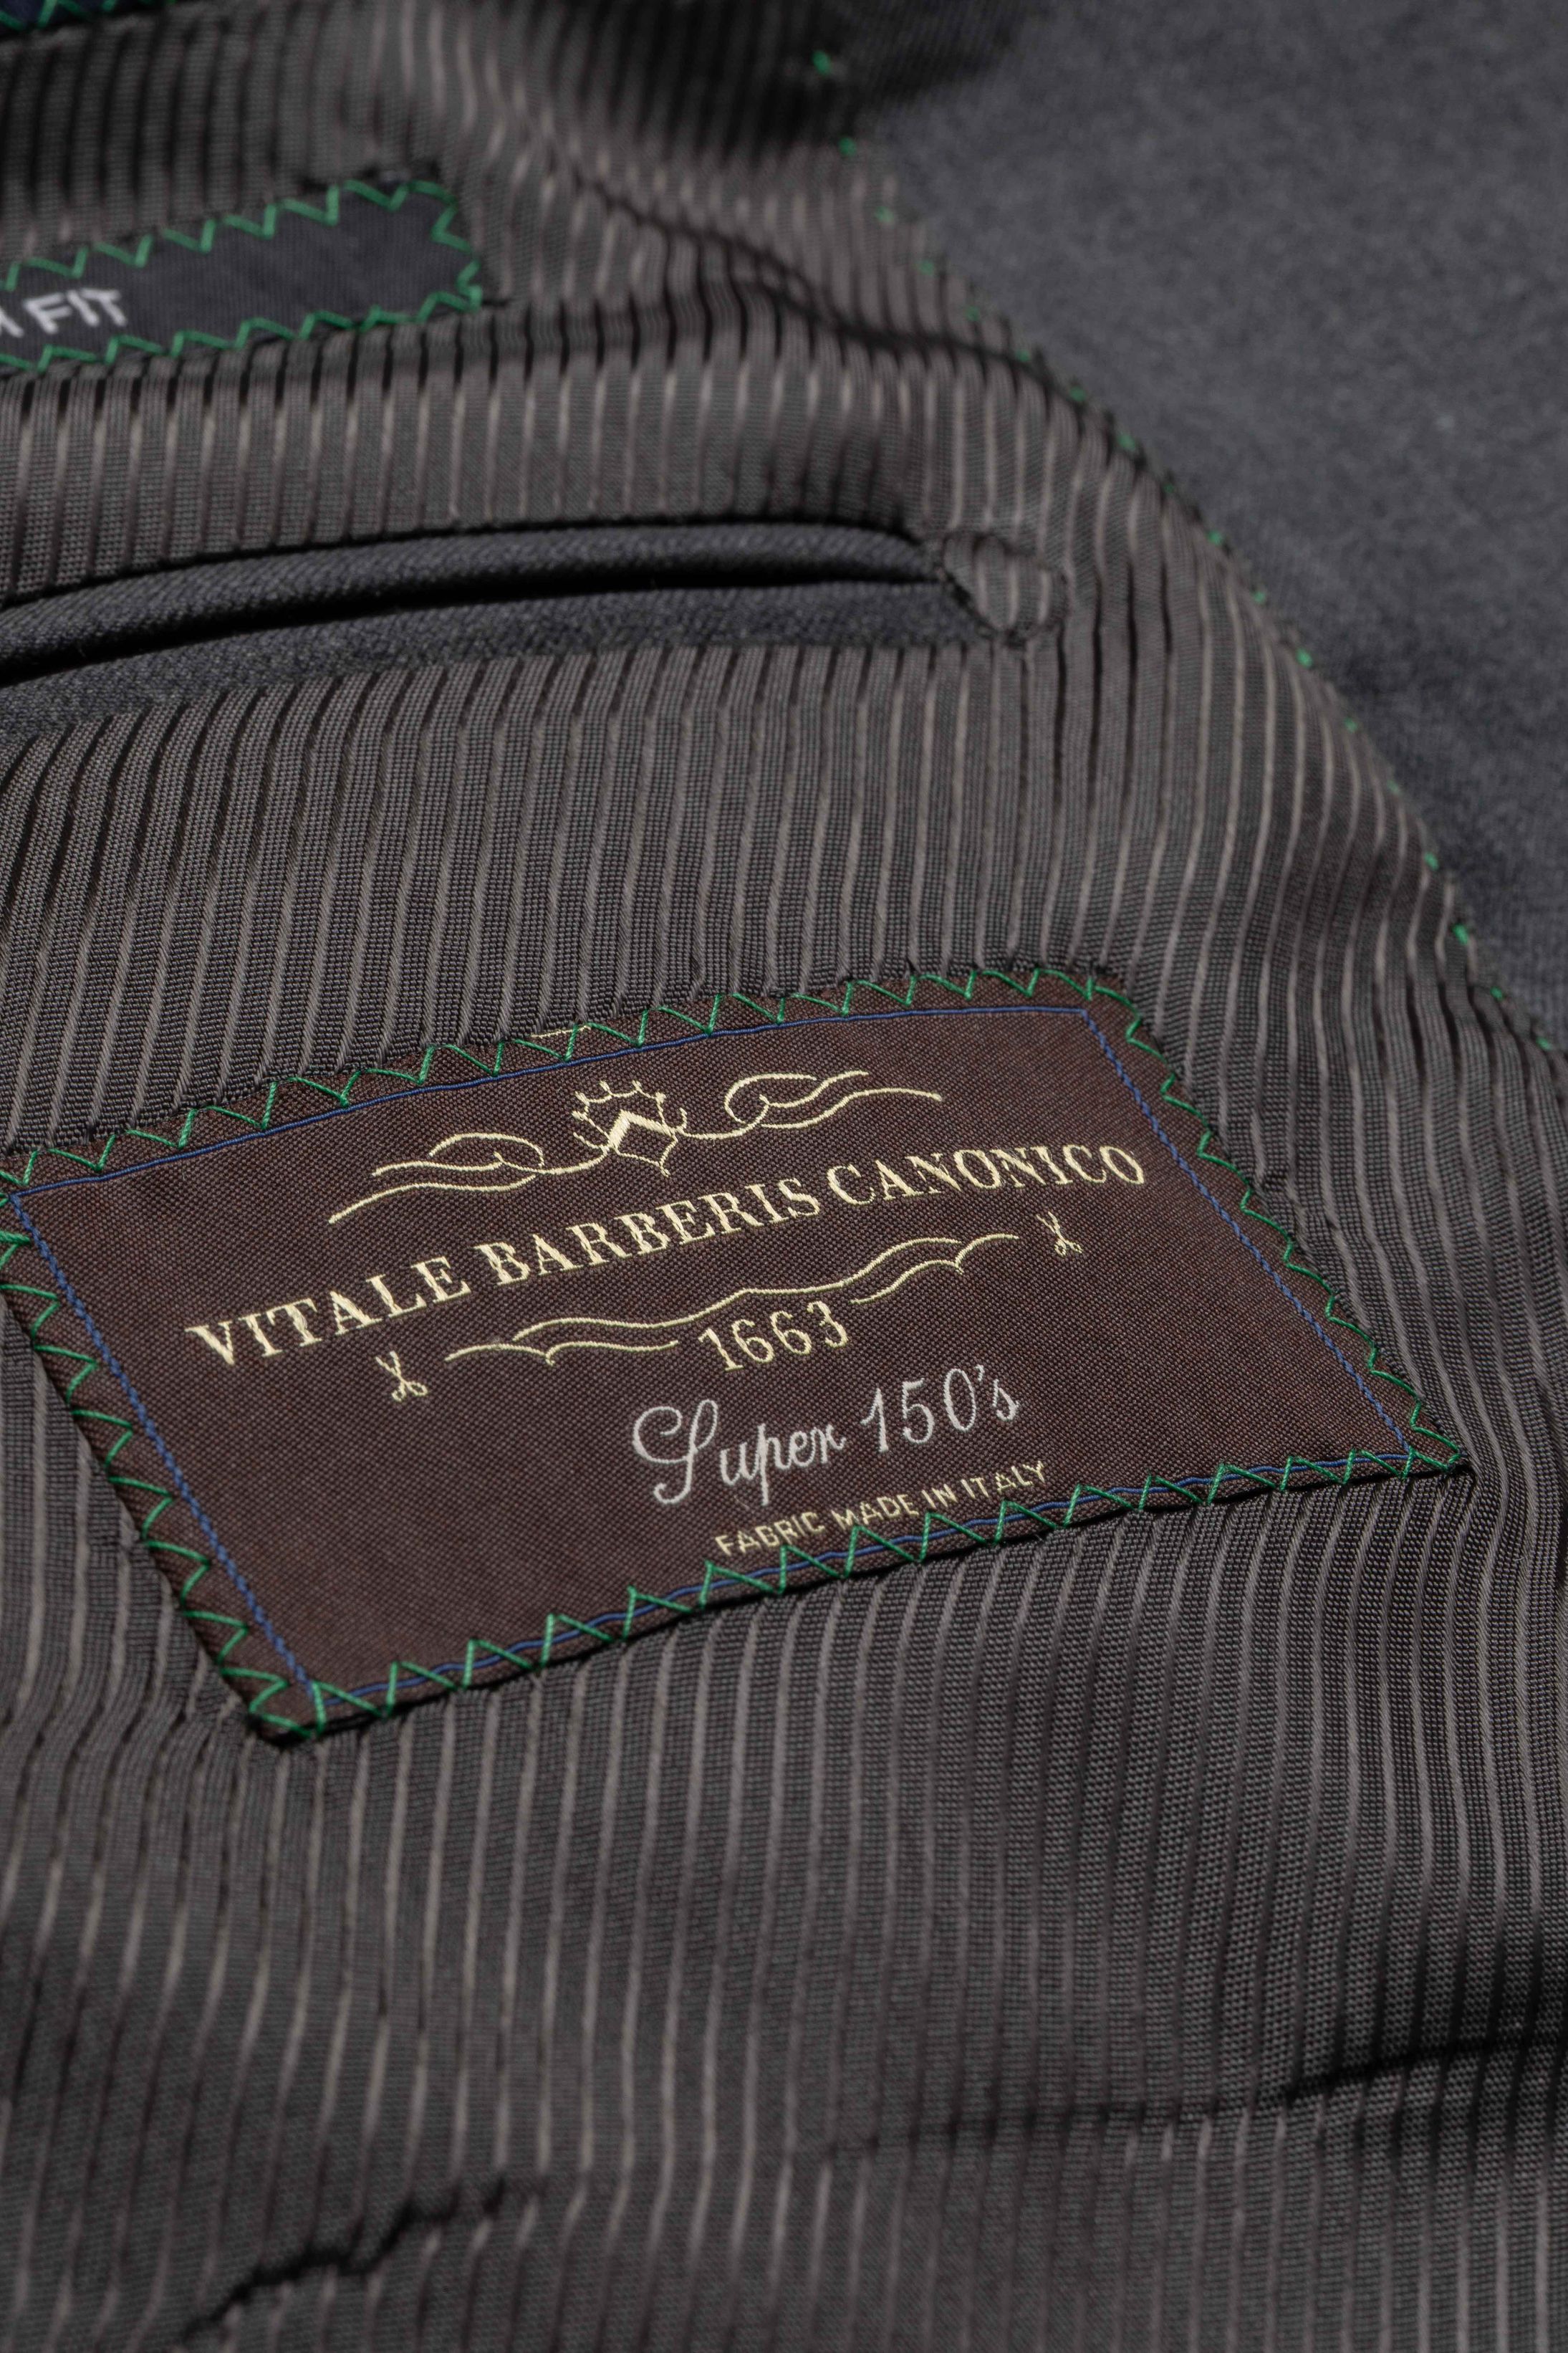 FIT
VITALE BARBERIS CANONICO
1663
Super 150's
FABRIC MADE IN ITALY